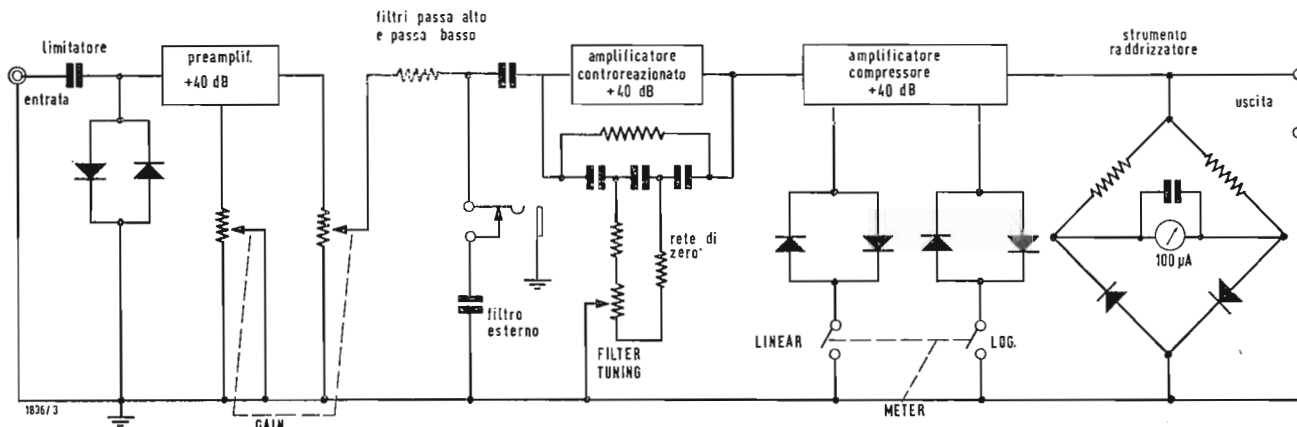 filtri passa alto
e passa basso
limitatore
entrata
preamplif.
+40 dB
amplificatore
controreazionato
+40 dB
amplificatore
compressore
+40 dB
strumento
raddrizzatore
uscita
rete di
zero
100 µA
filtro
esterno
FILTER
TUNING
LINEAR
LOG.
METER
1836/3
GAIN